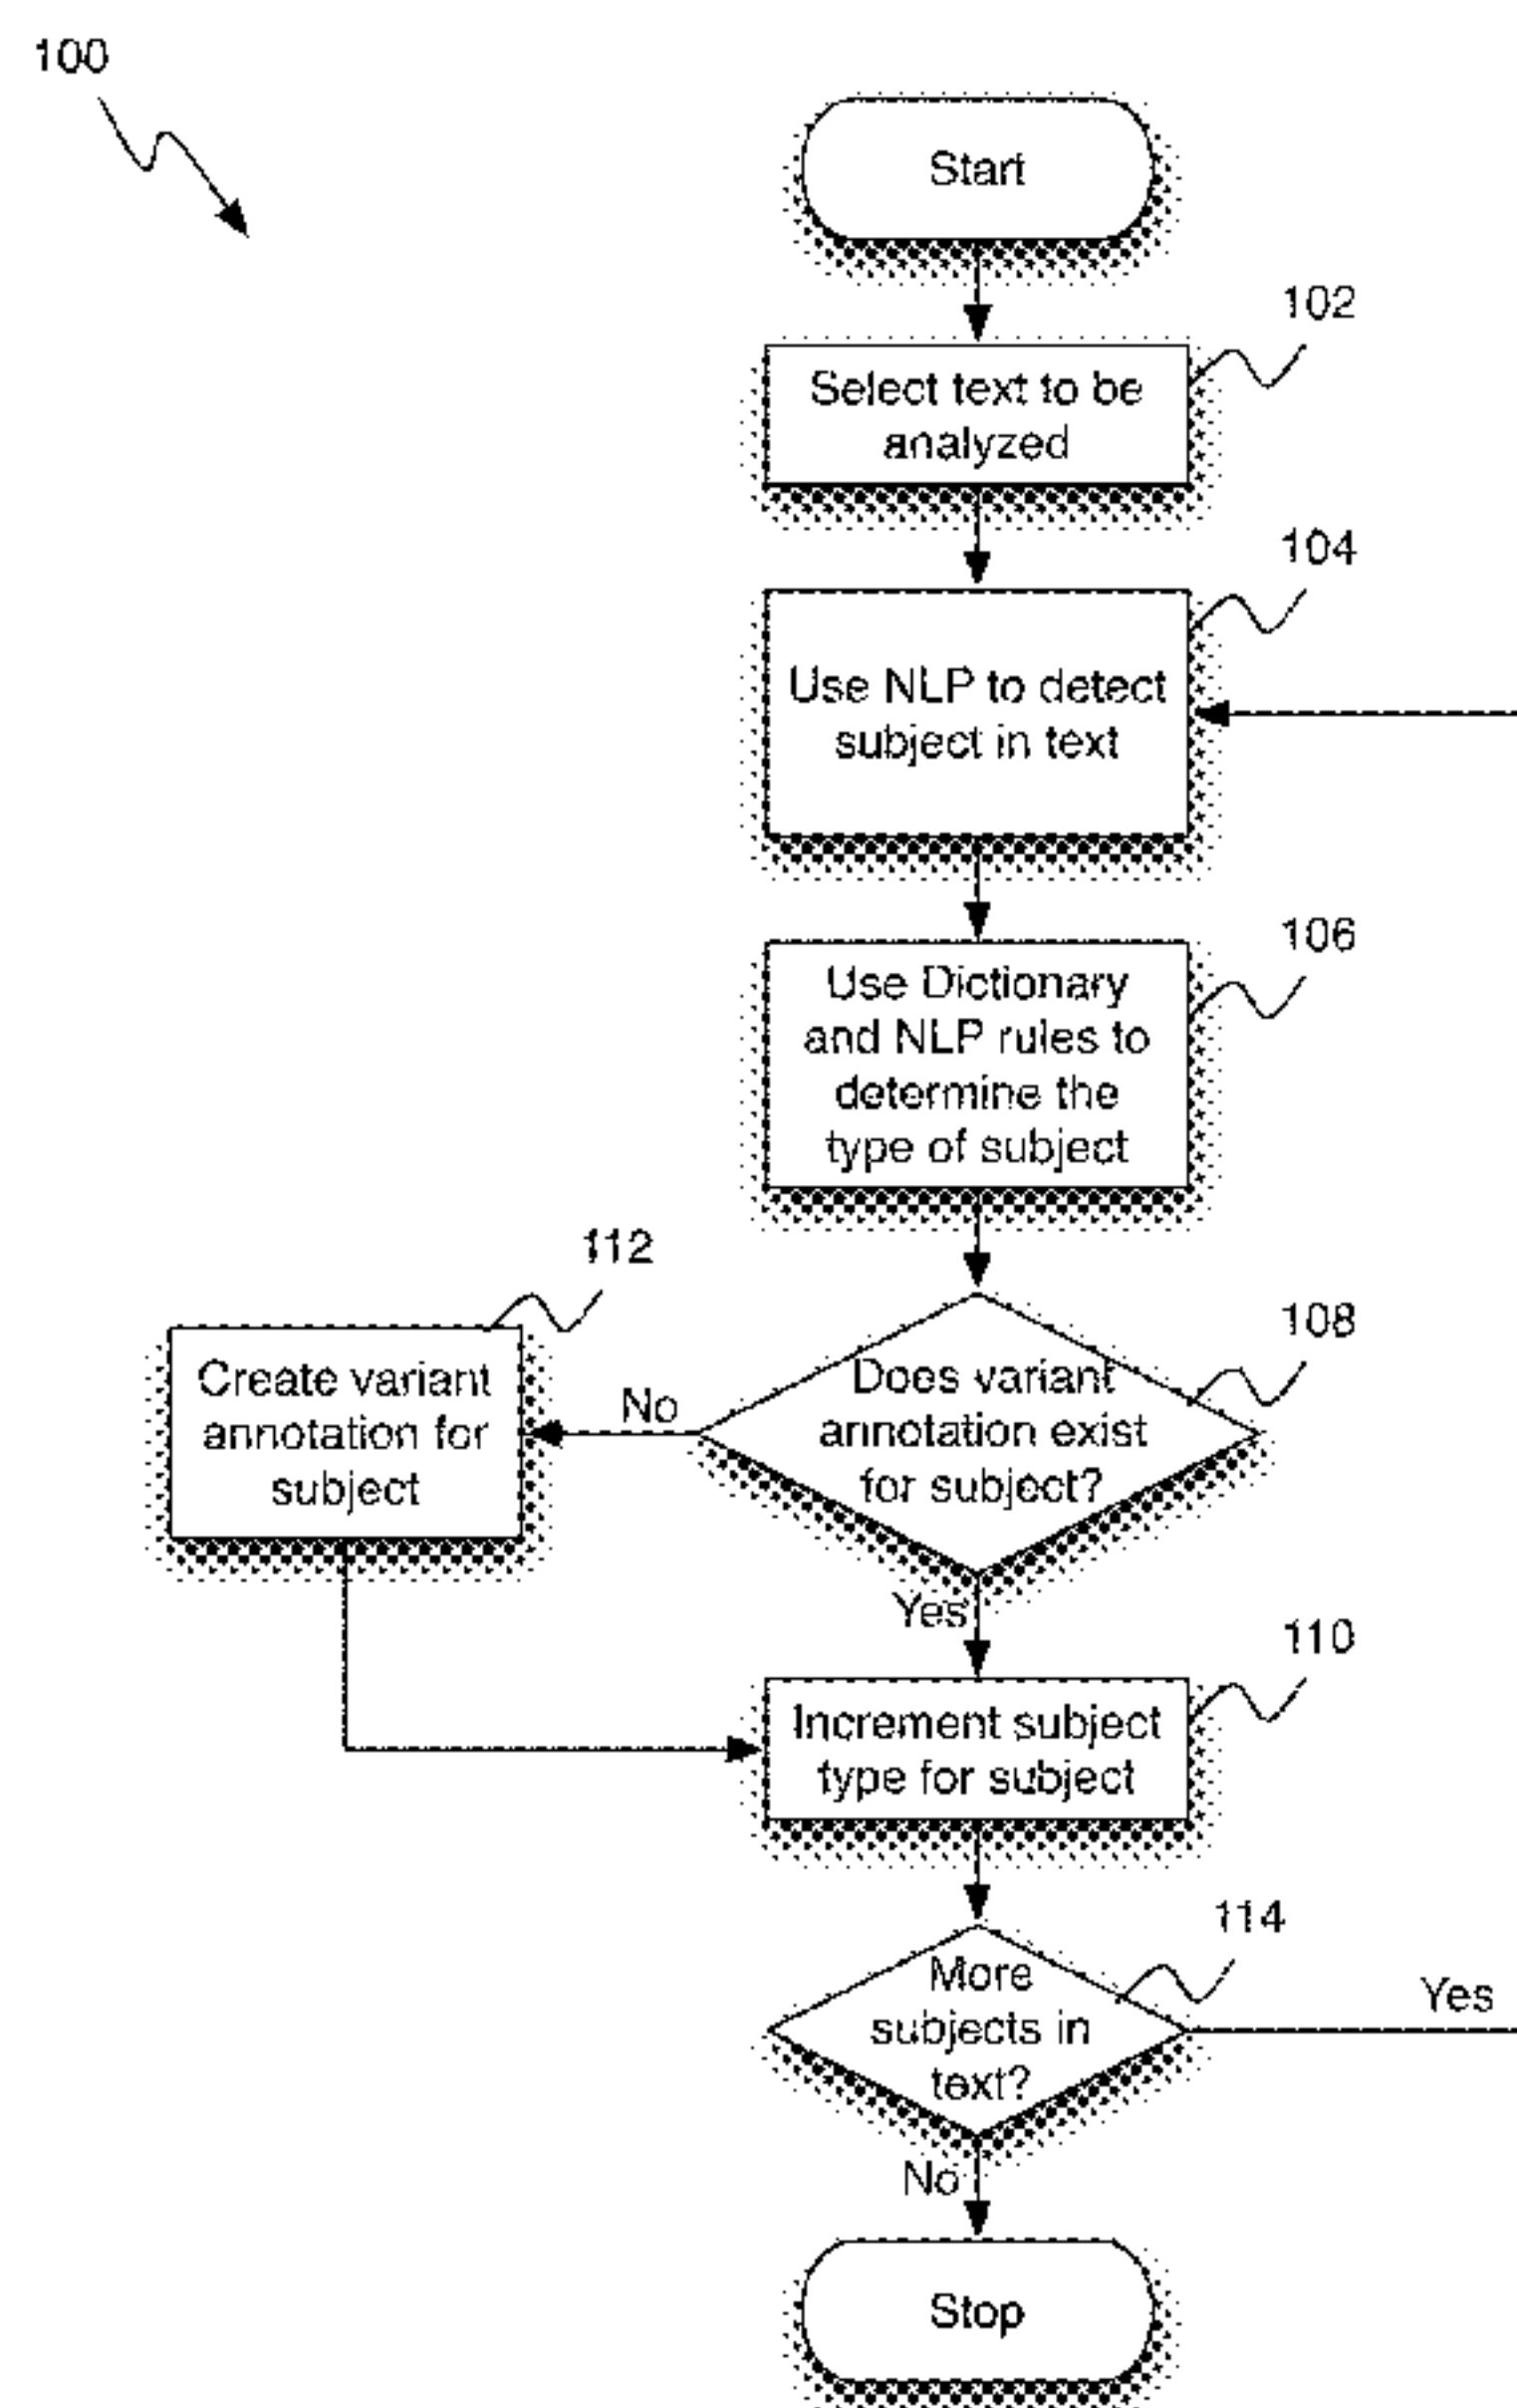 100
Start
102
Select text to be
analyzed
104
Use NLP to detect
subject in text
106
Use Dictionary
and NLP rules to
determine the
type of subject
112
Create variant
annotation for
subject
No
108
Does variant
annotation exist
for subject?
Yes
110
Increment subject
type for subject
114
More
subjects in
text?
Yes
No
Stop